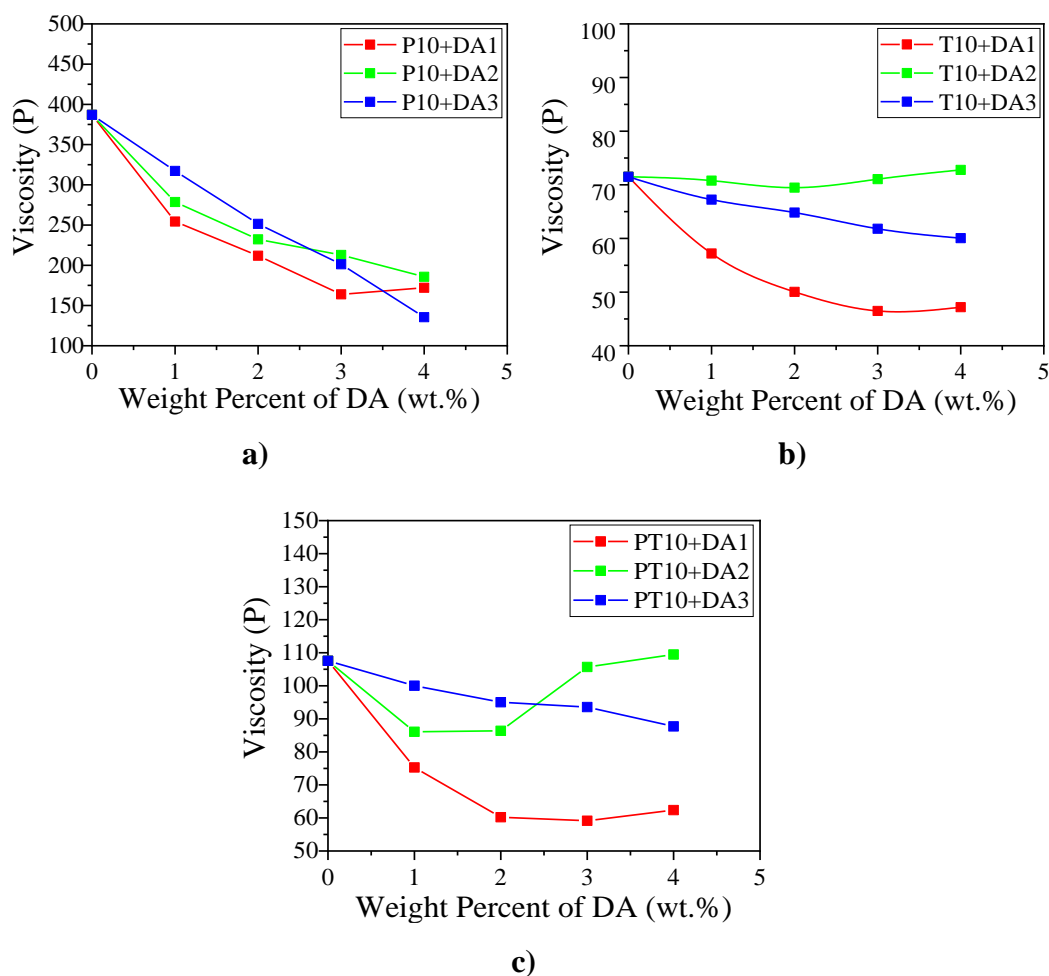 500
450
400
350
300
250
200
150
100
Viscosity (P)
P10+DA1
P10+DA2
P10+DA3
0 1 2 3 4 5
Weight Percent of DA (wt.%)
a)
100
90
80
70
60
50
40
Viscosity (P)
T10+DA1
T10+DA2
T10+DA3
0 1 2 3 4 5
Weight Percent of DA (wt.%)
b)
150
140
130
120
110
100
90
80
70
60
50
Viscosity (P)
PT10+DA1
PT10+DA2
PT10+DA3
0 1 2 3 4 5
Weight Percent of DA (wt.%)
c)